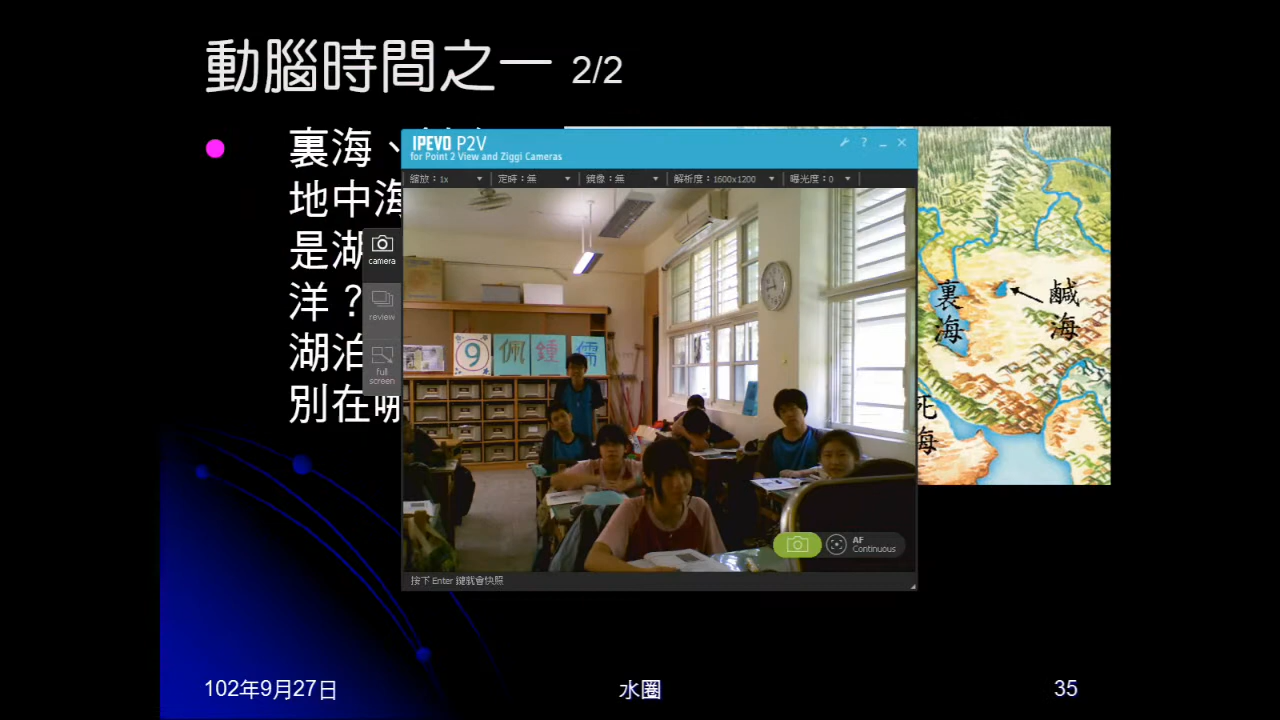 動腦時間之一 2/2
裏海、
地中海
是湖
洋？
湖泊
別在
IPEVO P2V
for Point 2 View and Ziggi Cameras
縮放：1x 定時：無 鏡像：無 解析度：1600x1200 曝光度：0
camera
review
full
screen
9 佩 鍾 儒
AF
Continuous
按下 Enter 鍵就會快照
裏海
鹹海
死海
102年9月27日 水圈 35